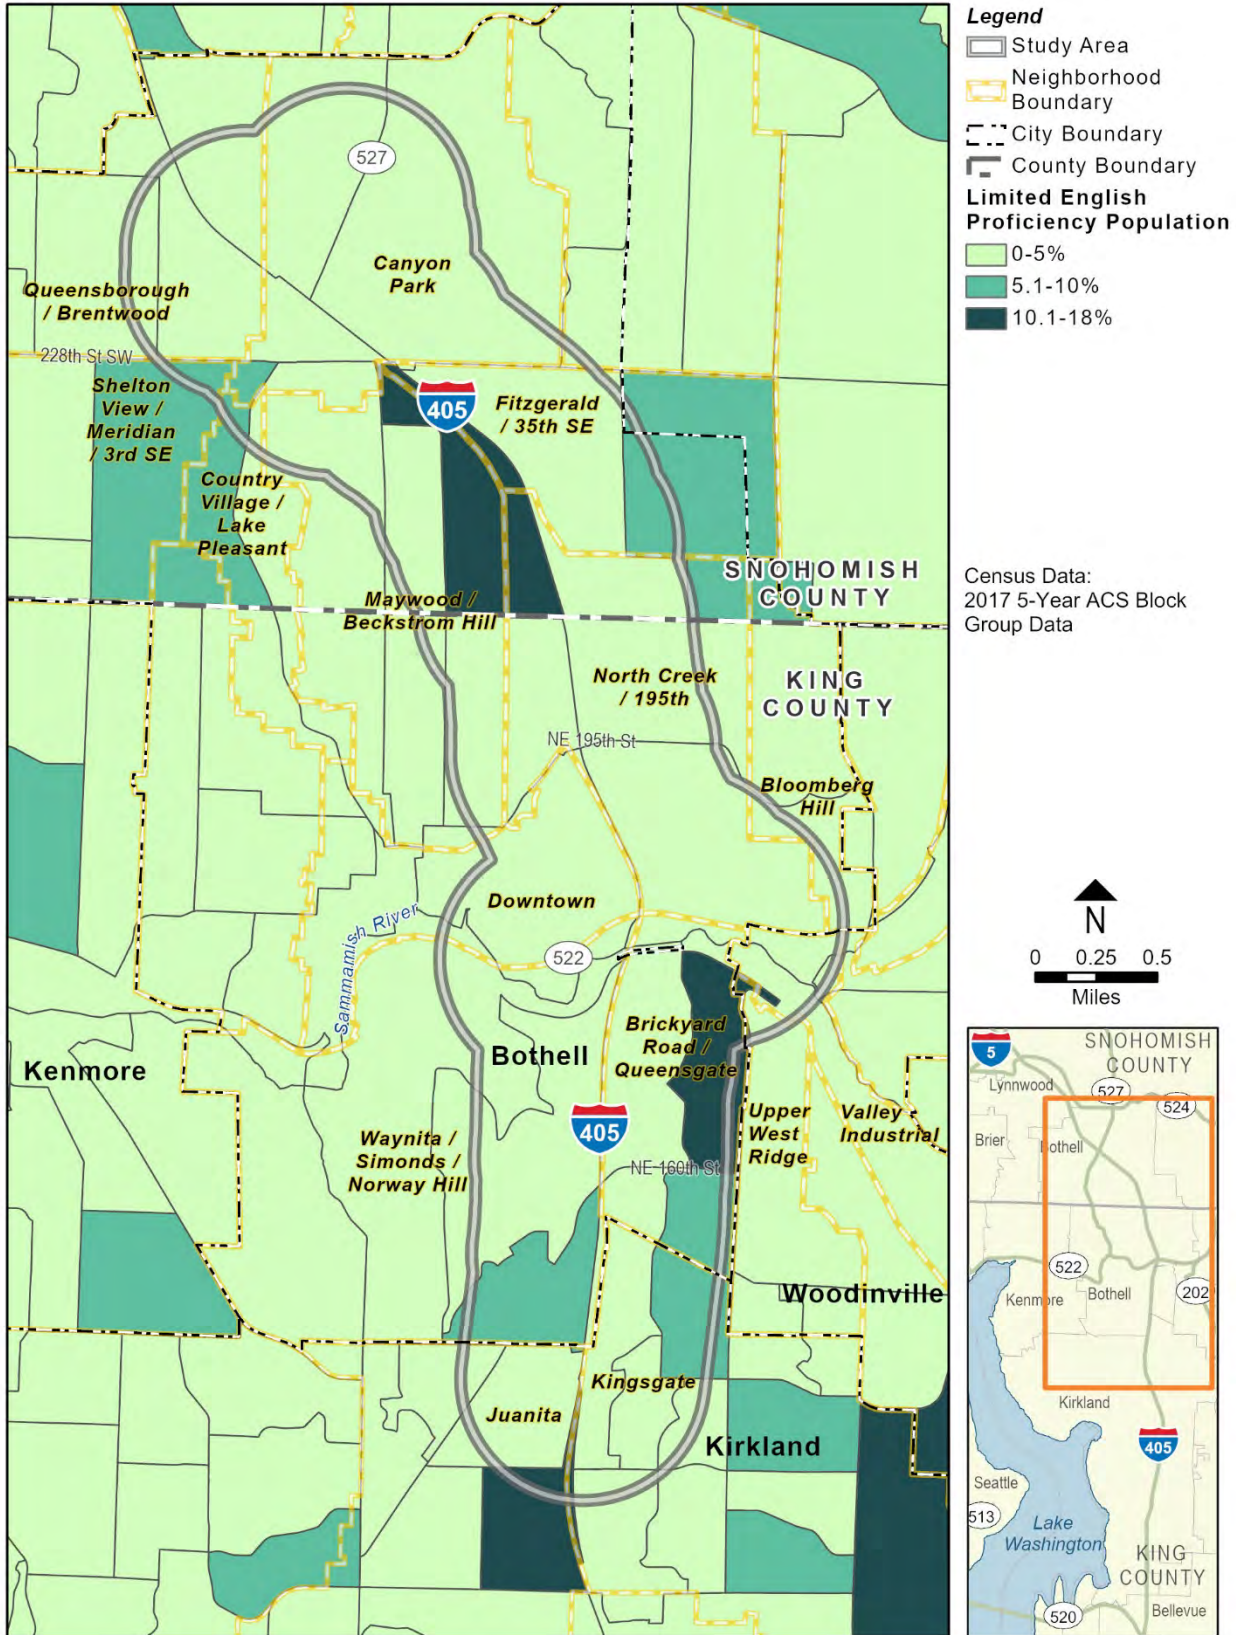 527
Canyon
Park
Queensborough
/ Brentwood
228th St SW
Shelton
View /
Meridian
/ 3rd SE
405
Fitzgerald
/ 35th SE
Country
Village /
Lake
Pleasant
SNOHOMISH
COUNTY
Maywood /
Beckstrom Hill
North Creek
/ 195th
KING
COUNTY
NE 195th St
Bloomberg
Hill
Downtown
Sammamish River
522
Brickyard
Road /
Queensgate
Kenmore
Bothell
405
Upper
West
Ridge
Valley
Industrial
Waynita /
Simonds /
Norway Hill
NE 160th St
Woodinville
Kingsgate
Juanita
Kirkland
Legend
Study Area
Neighborhood
Boundary
City Boundary
County Boundary
Limited English
Proficiency Population
0-5%
5.1-10%
10.1-18%
Census Data:
2017 5-Year ACS Block
Group Data
N
0 0.25 0.5
Miles
5
SNOHOMISH
COUNTY
Lynnwood
527
524
Brier
Bothell
522
Kenmore
Bothell
202
Kirkland
405
Seattle
513
Lake
Washington
KING
COUNTY
520
Bellevue